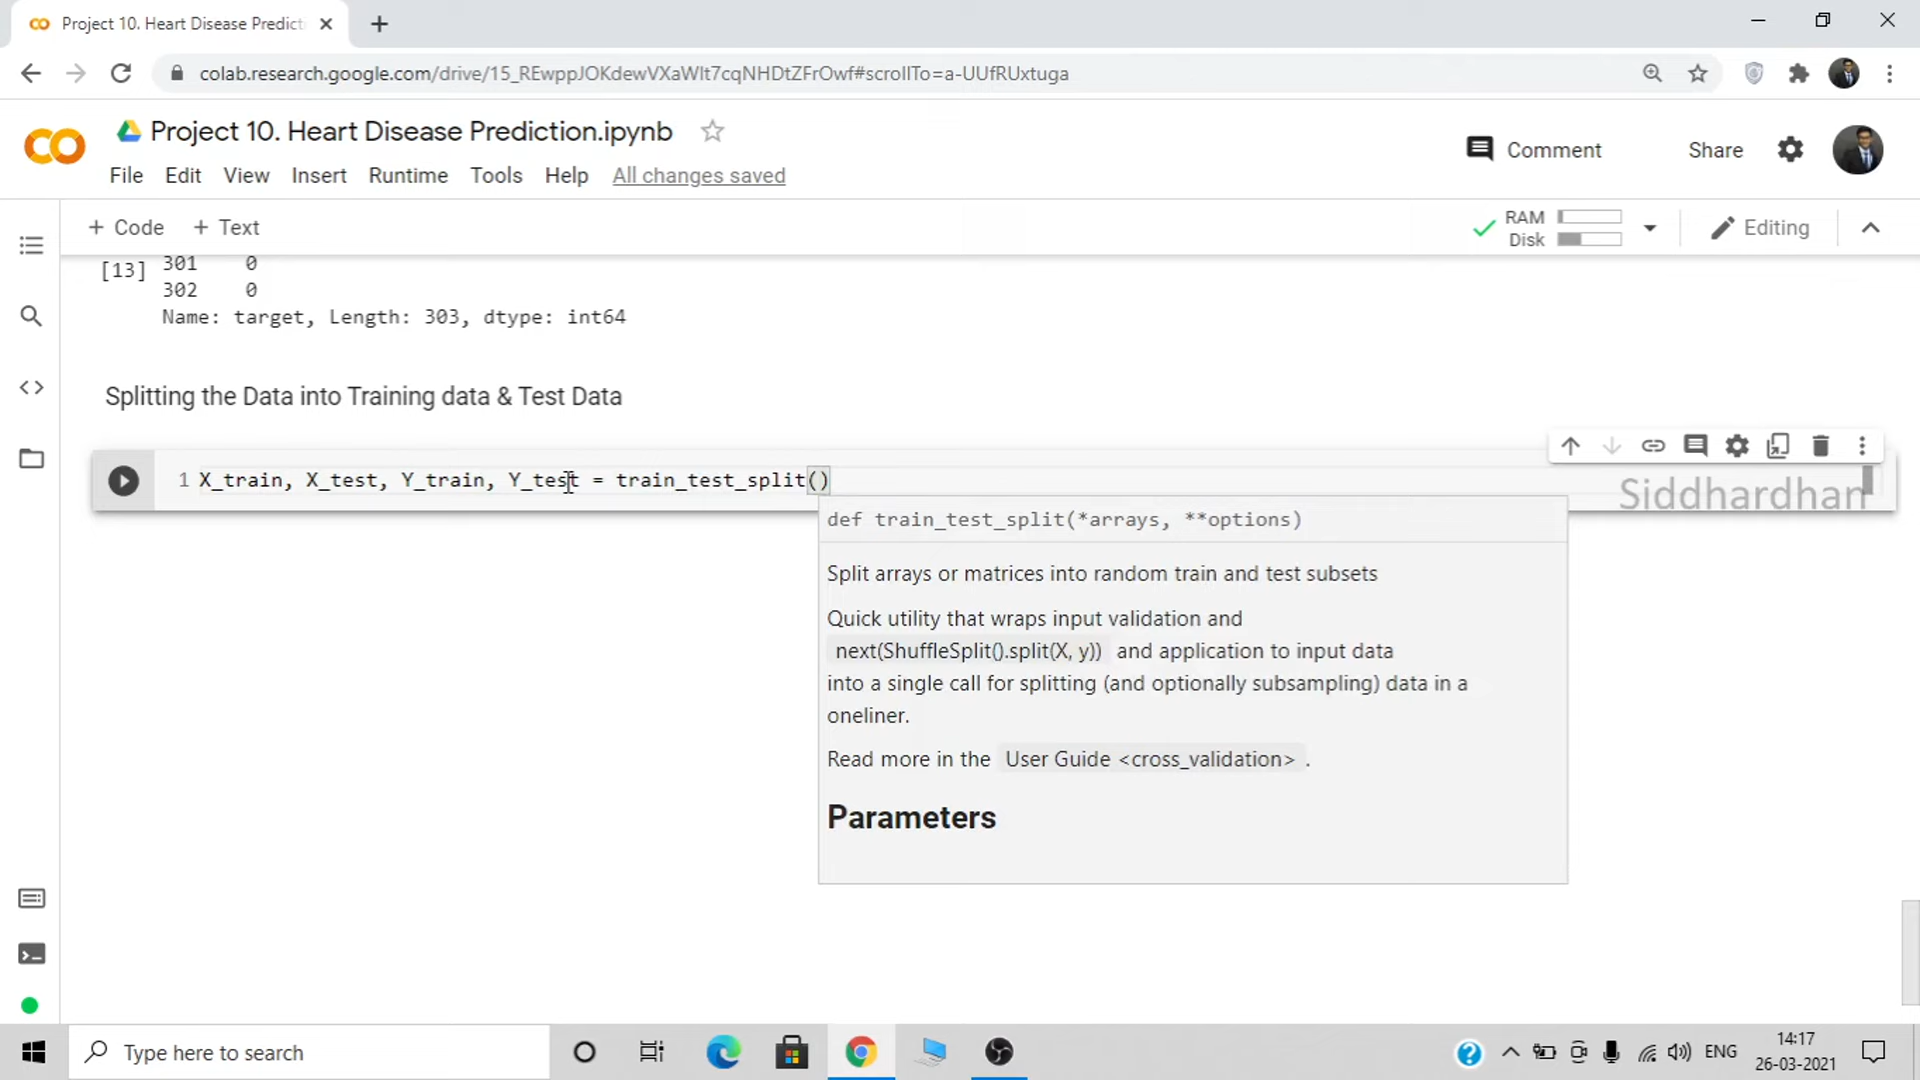 Project 10. Heart Disease Predicti
colab.research.google.com/drive/15_REwppJOKdewVXaWlt7cqNHDtZFrOwf#scrollTo=a-UUfRUxtuga
Project 10. Heart Disease Prediction.ipynb
Comment
Share
File Edit View Insert Runtime Tools Help All changes saved
+ Code + Text
RAM
Disk
Editing
[13] 301 0
302 0
Name: target, Length: 303, dtype: int64
Splitting the Data into Training data & Test Data
1 X_train, X_test, Y_train, Y_test = train_test_split()
Siddhardhan
def train_test_split(*arrays, **options)
Split arrays or matrices into random train and test subsets
Quick utility that wraps input validation and
next(ShuffleSplit().split(X, y)) and application to input data
into a single call for splitting (and optionally subsampling) data in a
oneliner.
Read more in the User Guide <cross_validation> .
Parameters
Type here to search
ENG
14:17
26-03-2021